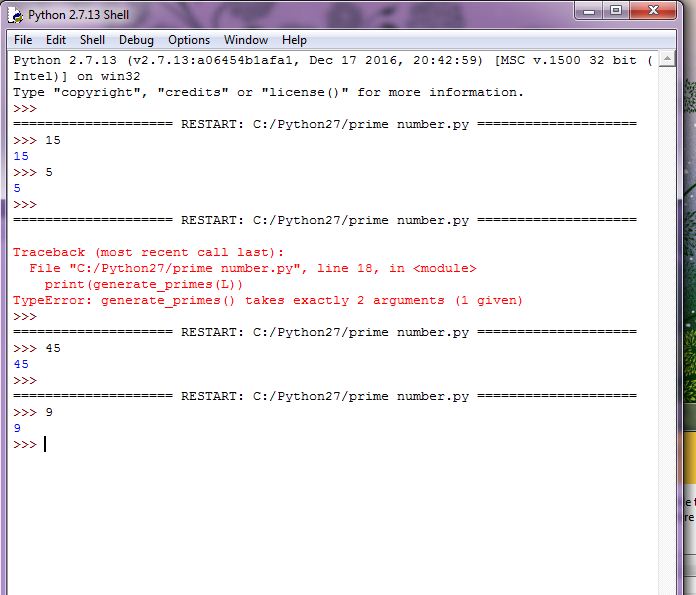 Python 2.7.13 Shell
File Edit Shell Debug Options Window Help
Python 2.7.13 (v2.7.13:a06454b1afa1, Dec 17 2016, 20:42:59) [MSC v.1500 32 bit (
Intel)] on win32
Type "copyright", "credits" or "license()" for more information.
>>>
==================== RESTART: C:/Python27/prime number.py ====================
>>> 15
15
>>> 5
5
>>>
==================== RESTART: C:/Python27/prime number.py ====================
Traceback (most recent call last):
  File "C:/Python27/prime number.py", line 18, in <module>
    print(generate_primes(L))
TypeError: generate_primes() takes exactly 2 arguments (1 given)
>>>
==================== RESTART: C:/Python27/prime number.py ====================
>>> 45
45
>>>
==================== RESTART: C:/Python27/prime number.py ====================
>>> 9
9
>>>